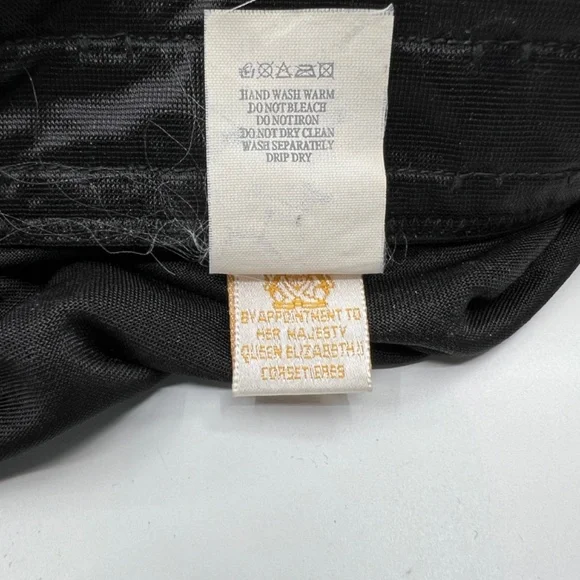 HAND WASH WARM
DO NOT BLEACH
DO NOT IRON
DO NOT DRY CLEAN
WASH SEPARATELY
DRIP DRY
BY APPOINTMENT TO
HER MAJESTY
QUEEN ELIZABETH II
CORSETIERES